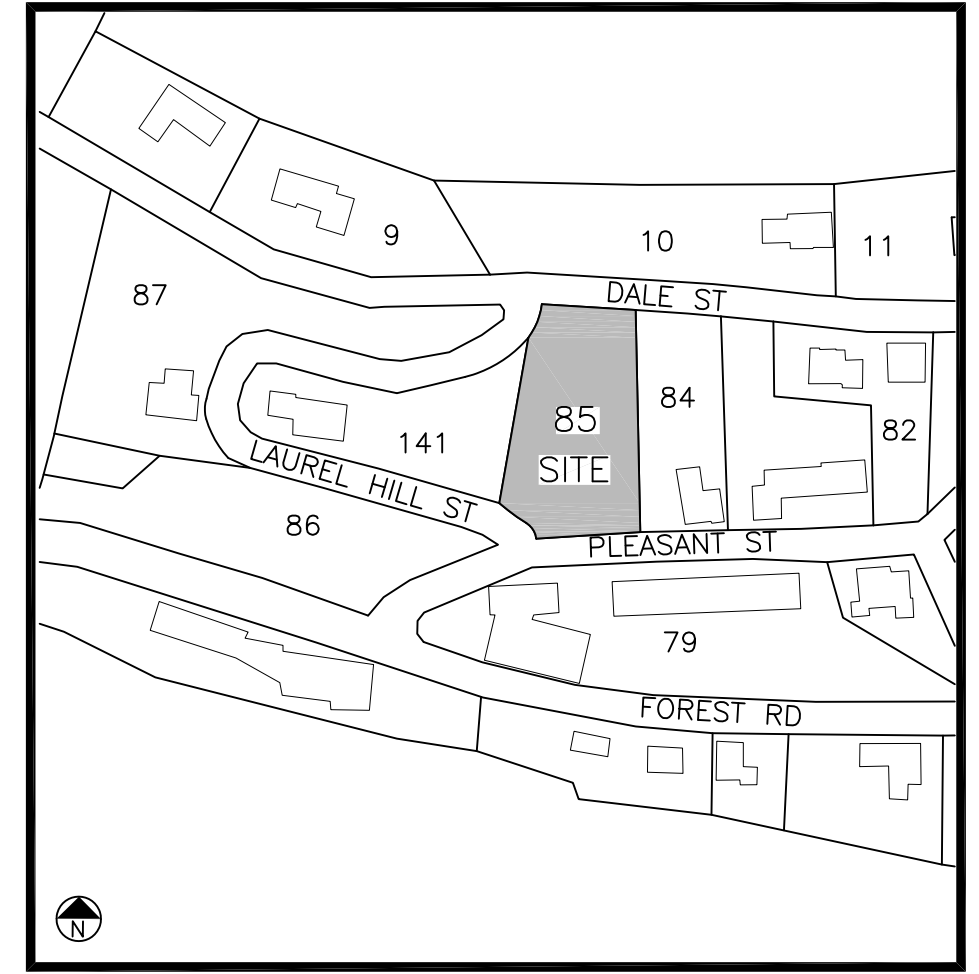 9
10
11
87
DALE ST
84
85
SITE
82
141
LAUREL HILL ST
86
PLEASANT ST
79
FOREST RD
N